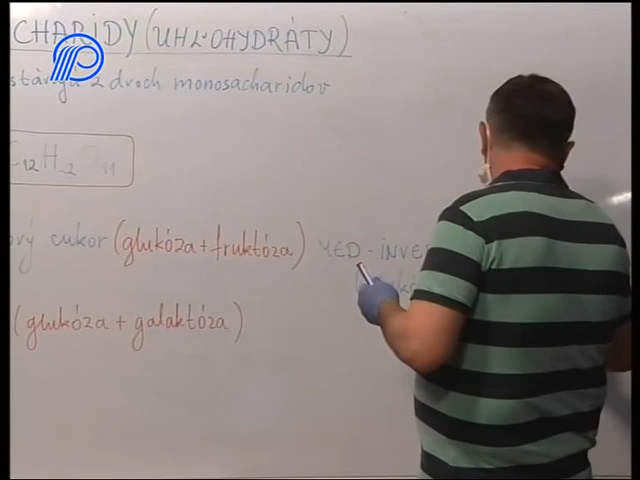 CHARIDY (UHĽOHYDRÁTY)
stávajú z dvoch monosacharidov
C12H22O11
ový cukor (glukóza + fruktóza) MED - INVE
(glukóza + galaktóza)